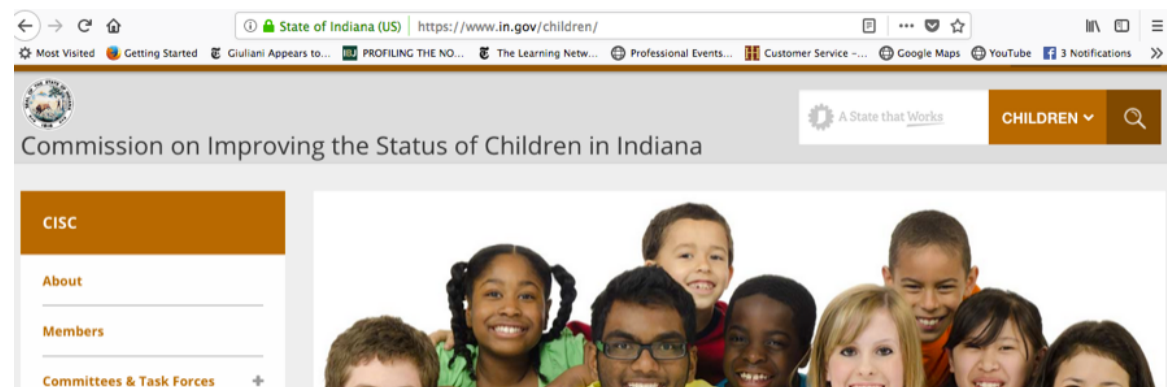 State of Indiana (US) https://www.in.gov/children/
Most Visited Getting Started Giuliani Appears to... IBJ PROFILING THE NO... The Learning Netw... Professional Events... Customer Service –... Google Maps YouTube 3 Notifications
A State that Works CHILDREN
Commission on Improving the Status of Children in Indiana
CISC
About
Members
Committees & Task Forces +